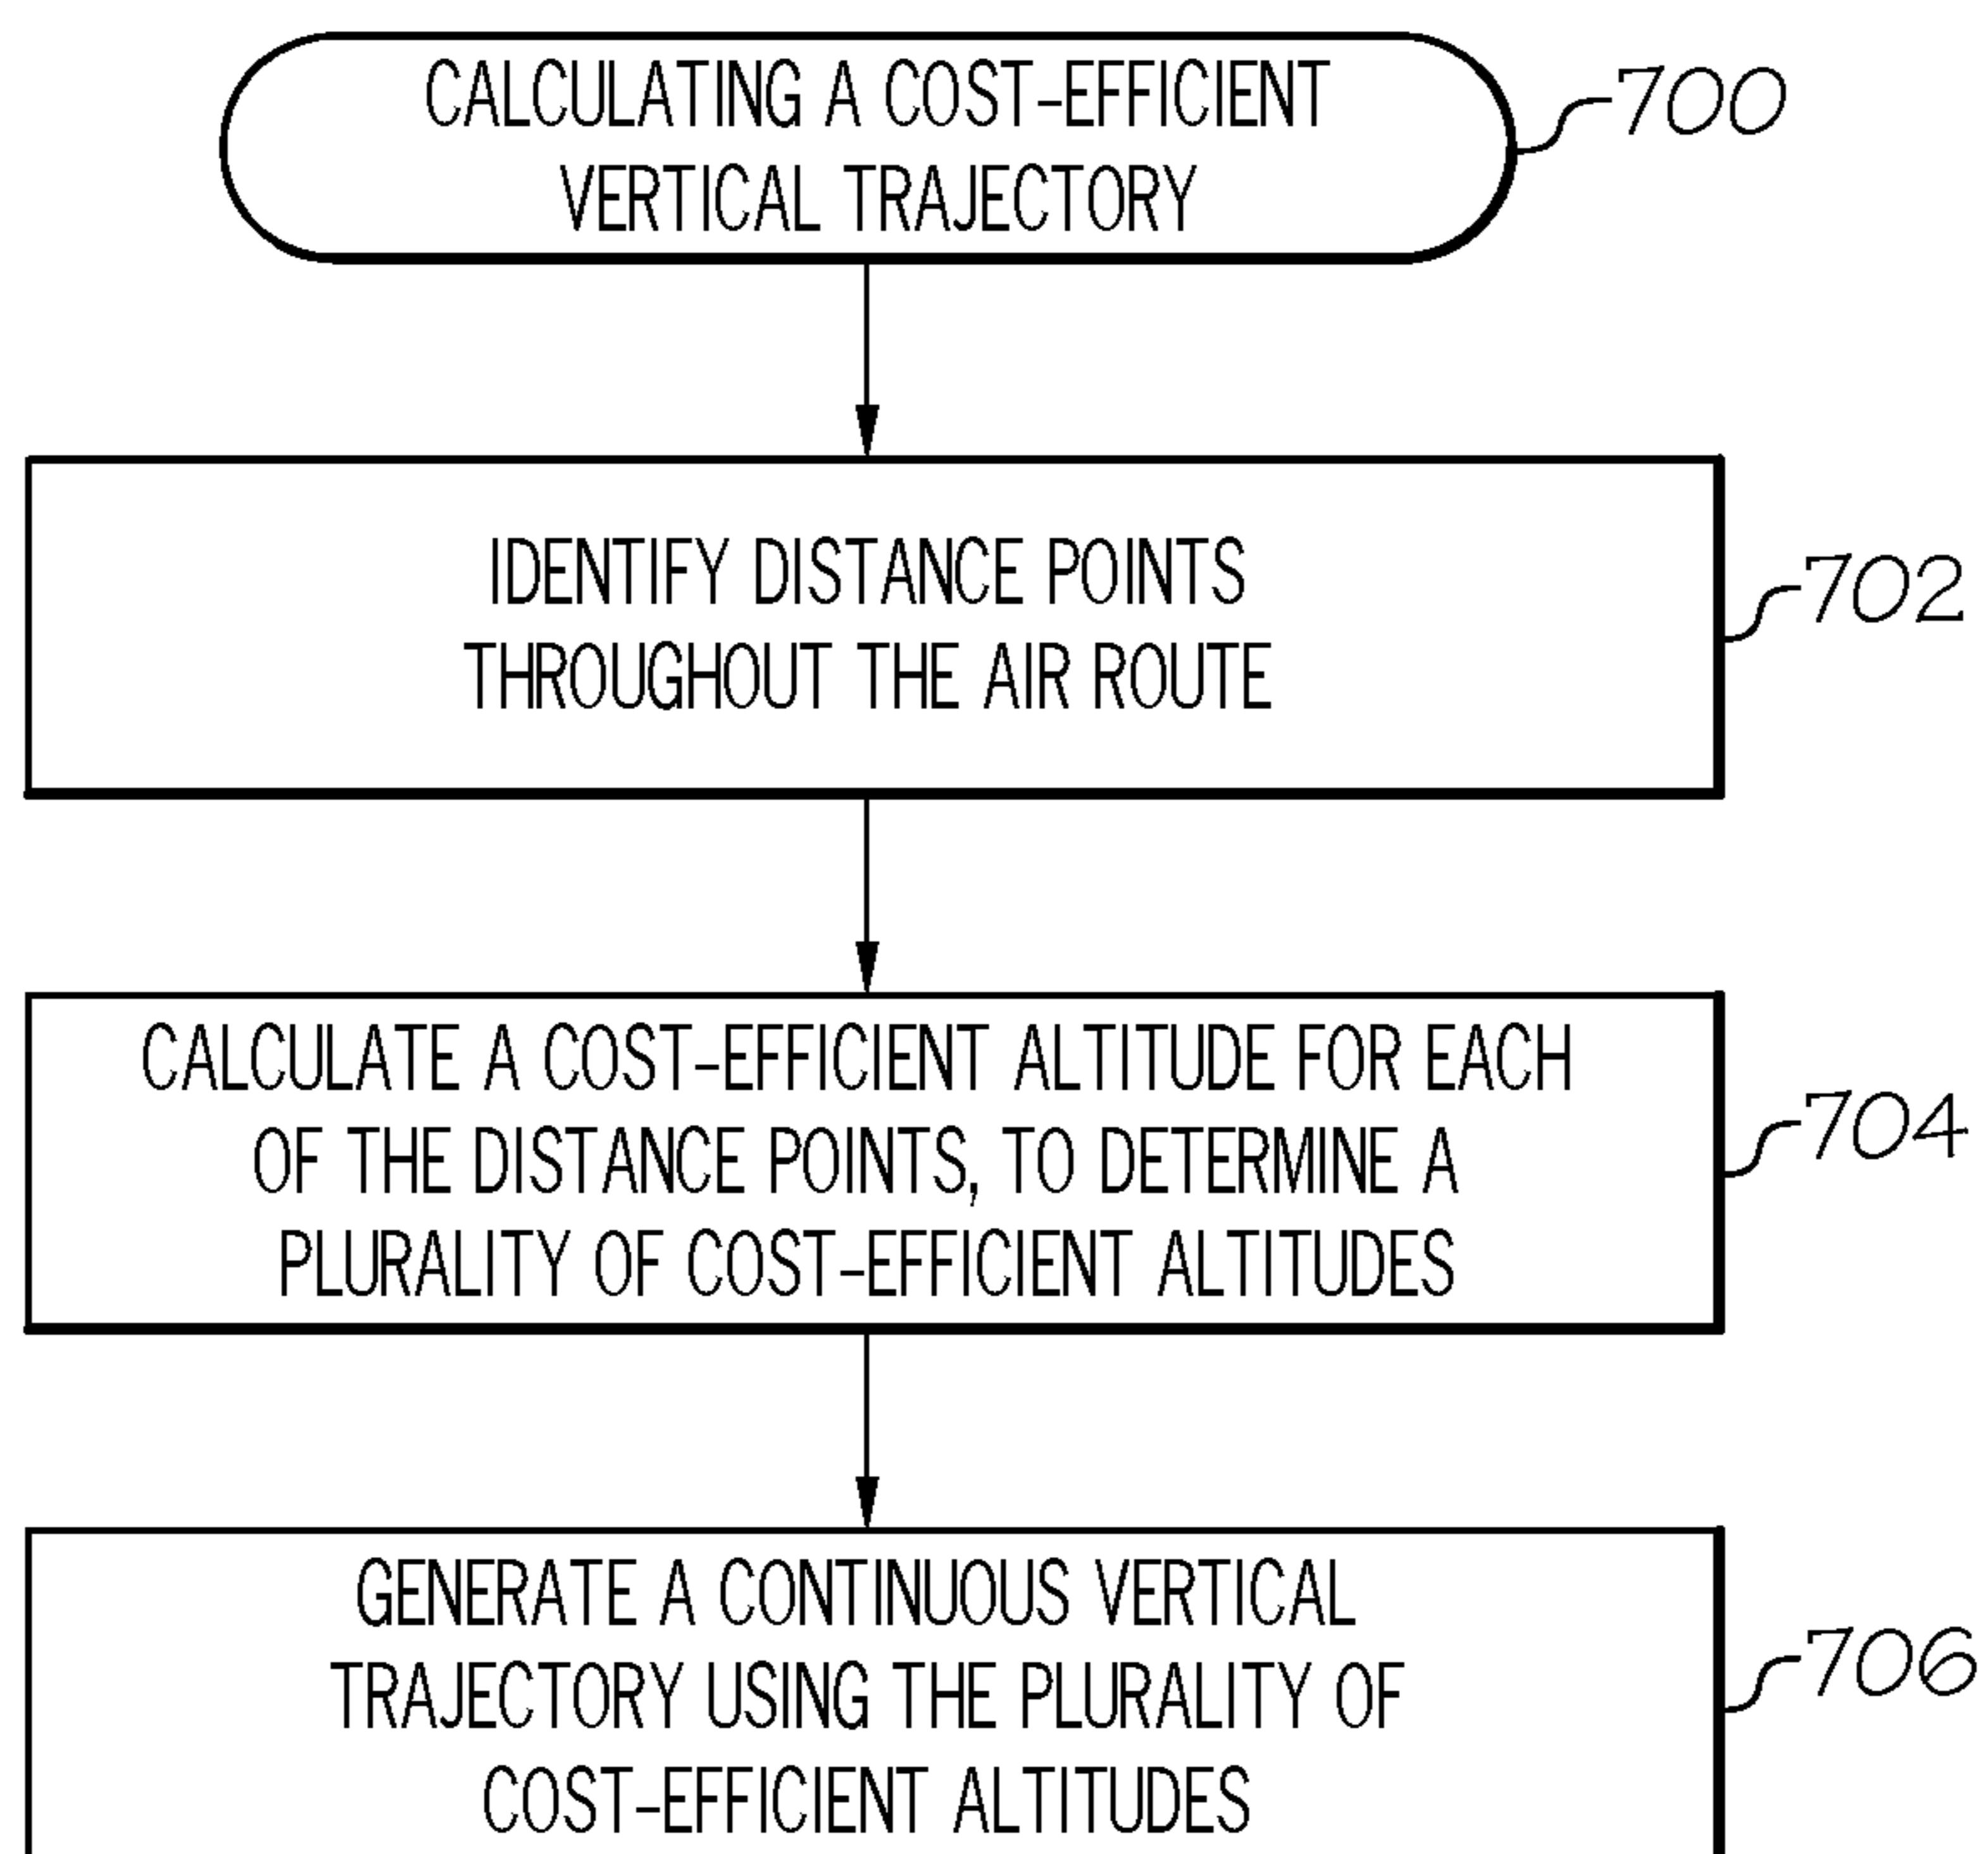 CALCULATING A COST-EFFICIENT
VERTICAL TRAJECTORY
700
IDENTIFY DISTANCE POINTS
THROUGHOUT THE AIR ROUTE
702
CALCULATE A COST-EFFICIENT ALTITUDE FOR EACH
OF THE DISTANCE POINTS, TO DETERMINE A
PLURALITY OF COST-EFFICIENT ALTITUDES
704
GENERATE A CONTINUOUS VERTICAL
TRAJECTORY USING THE PLURALITY OF
COST-EFFICIENT ALTITUDES
706